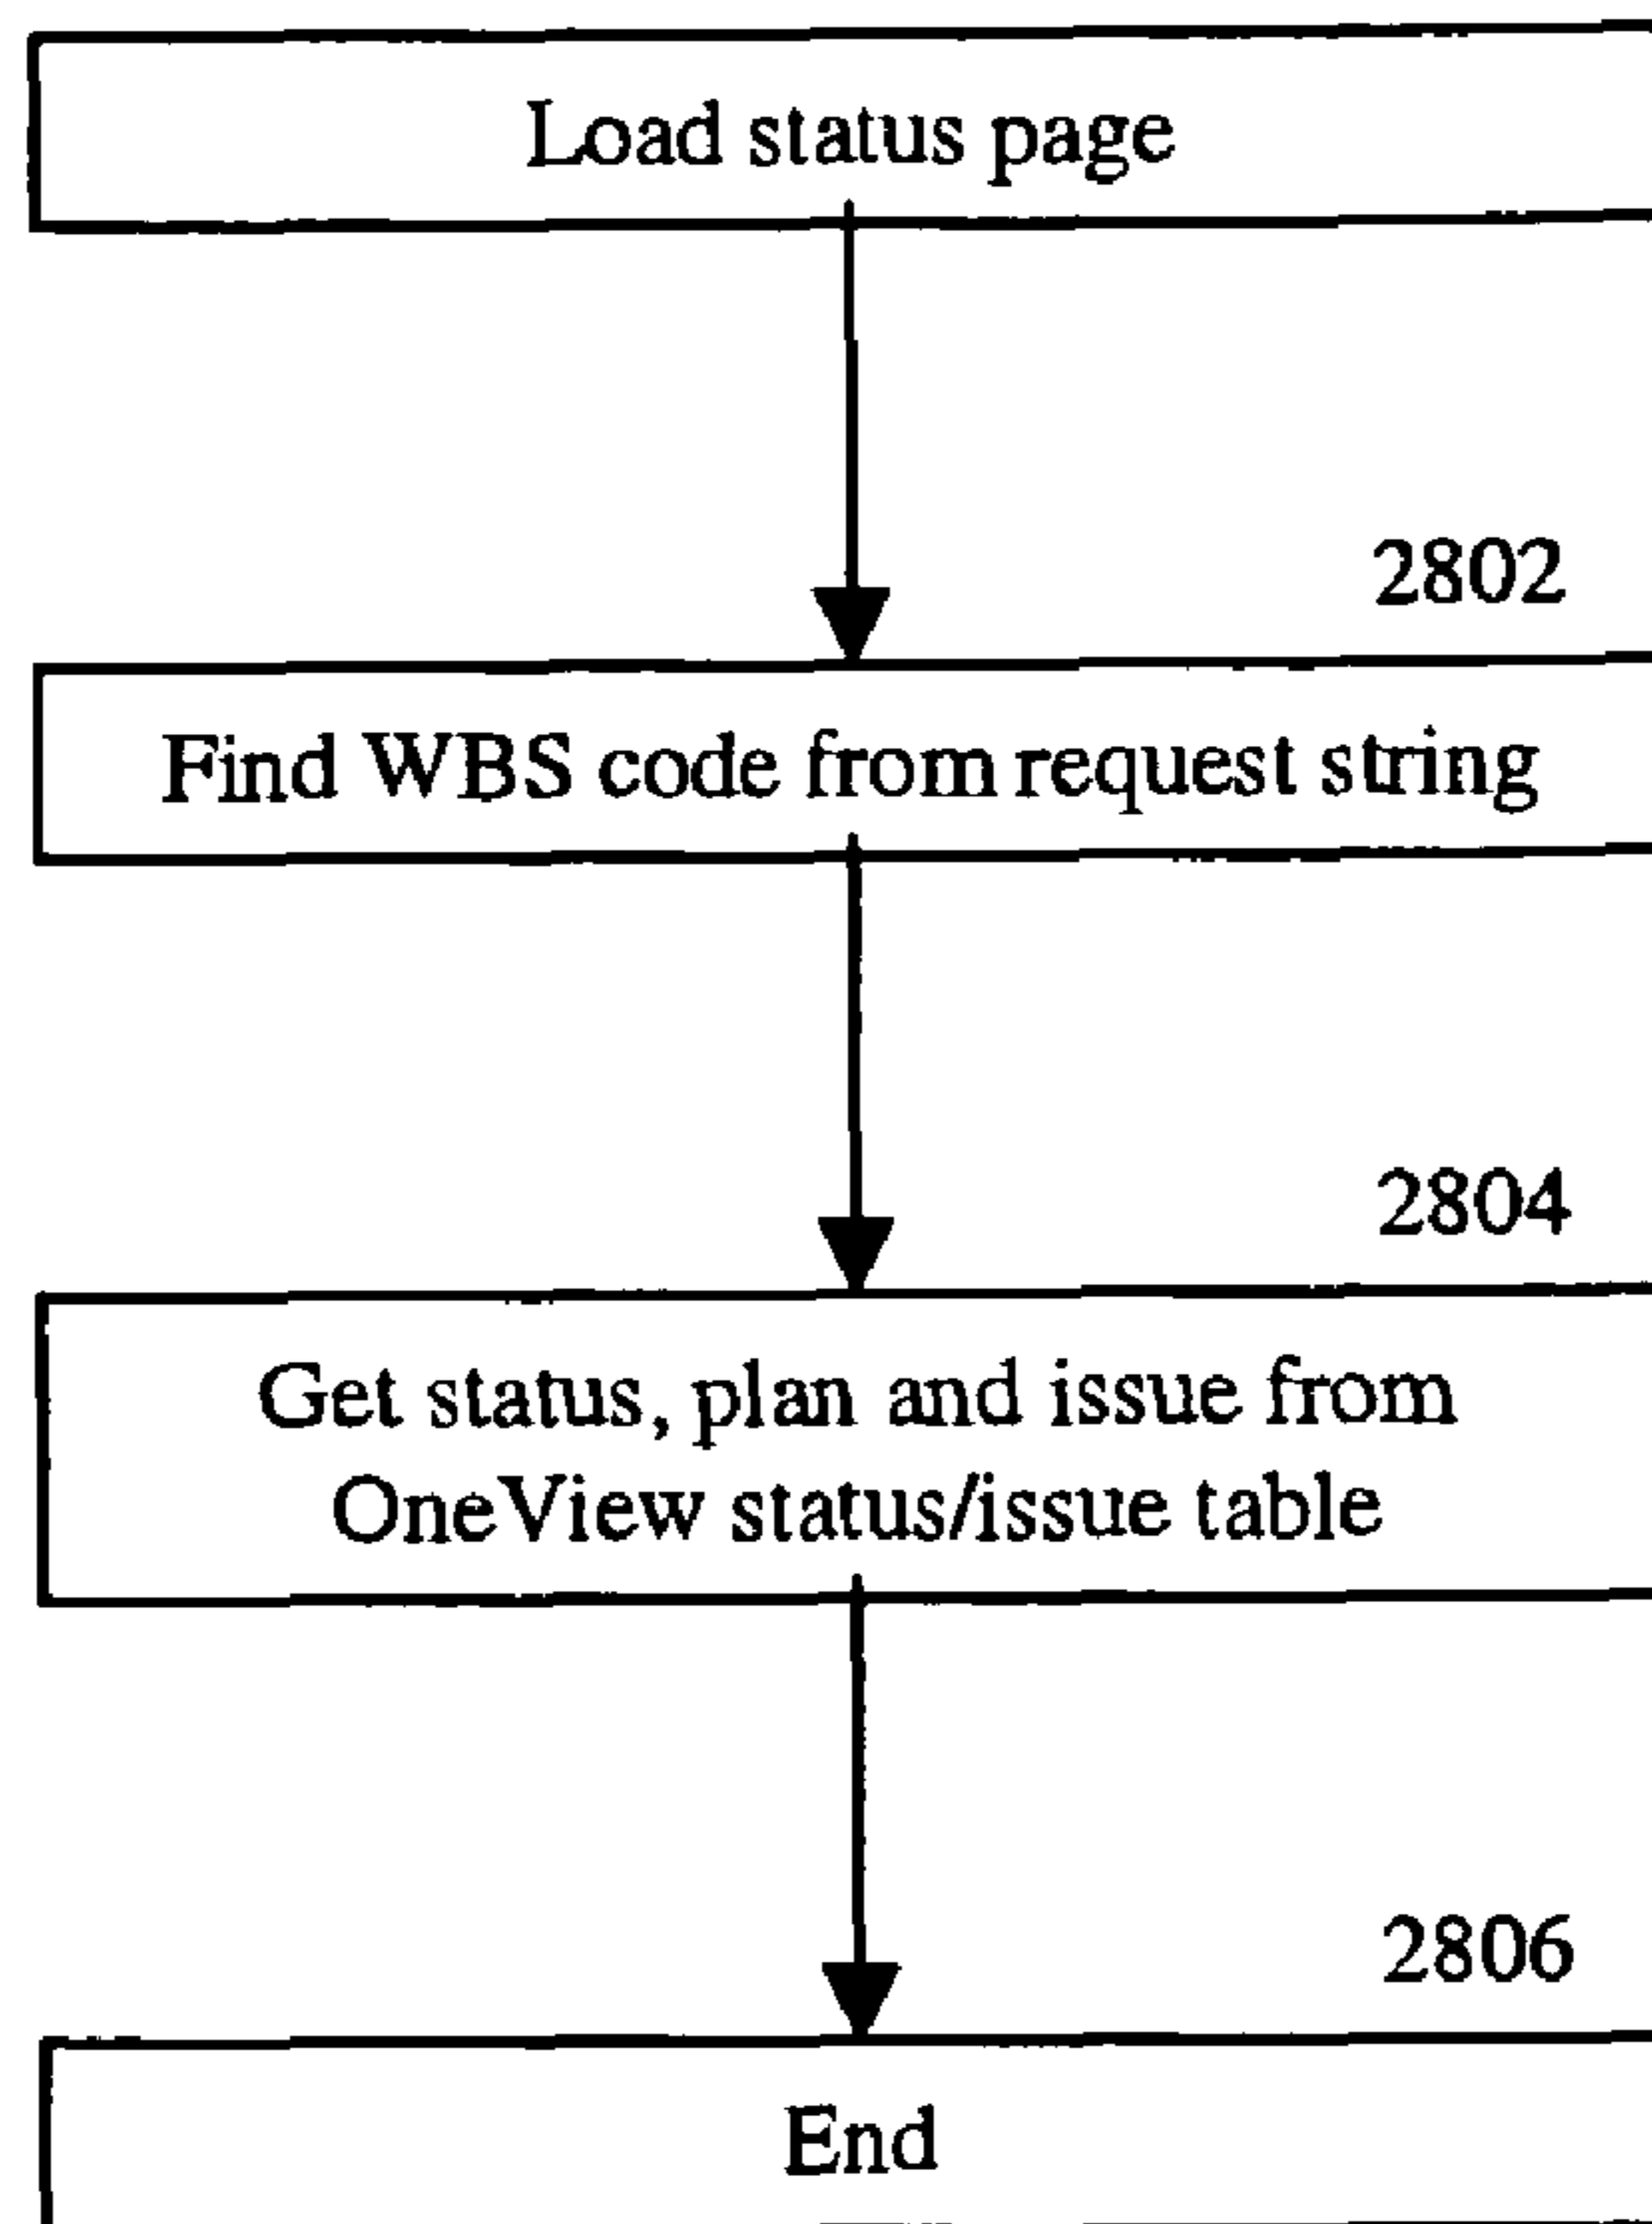 Load status page
2802
Find WBS code from request string
2804
Get status, plan and issue from
OneView status/issue table
2806
End